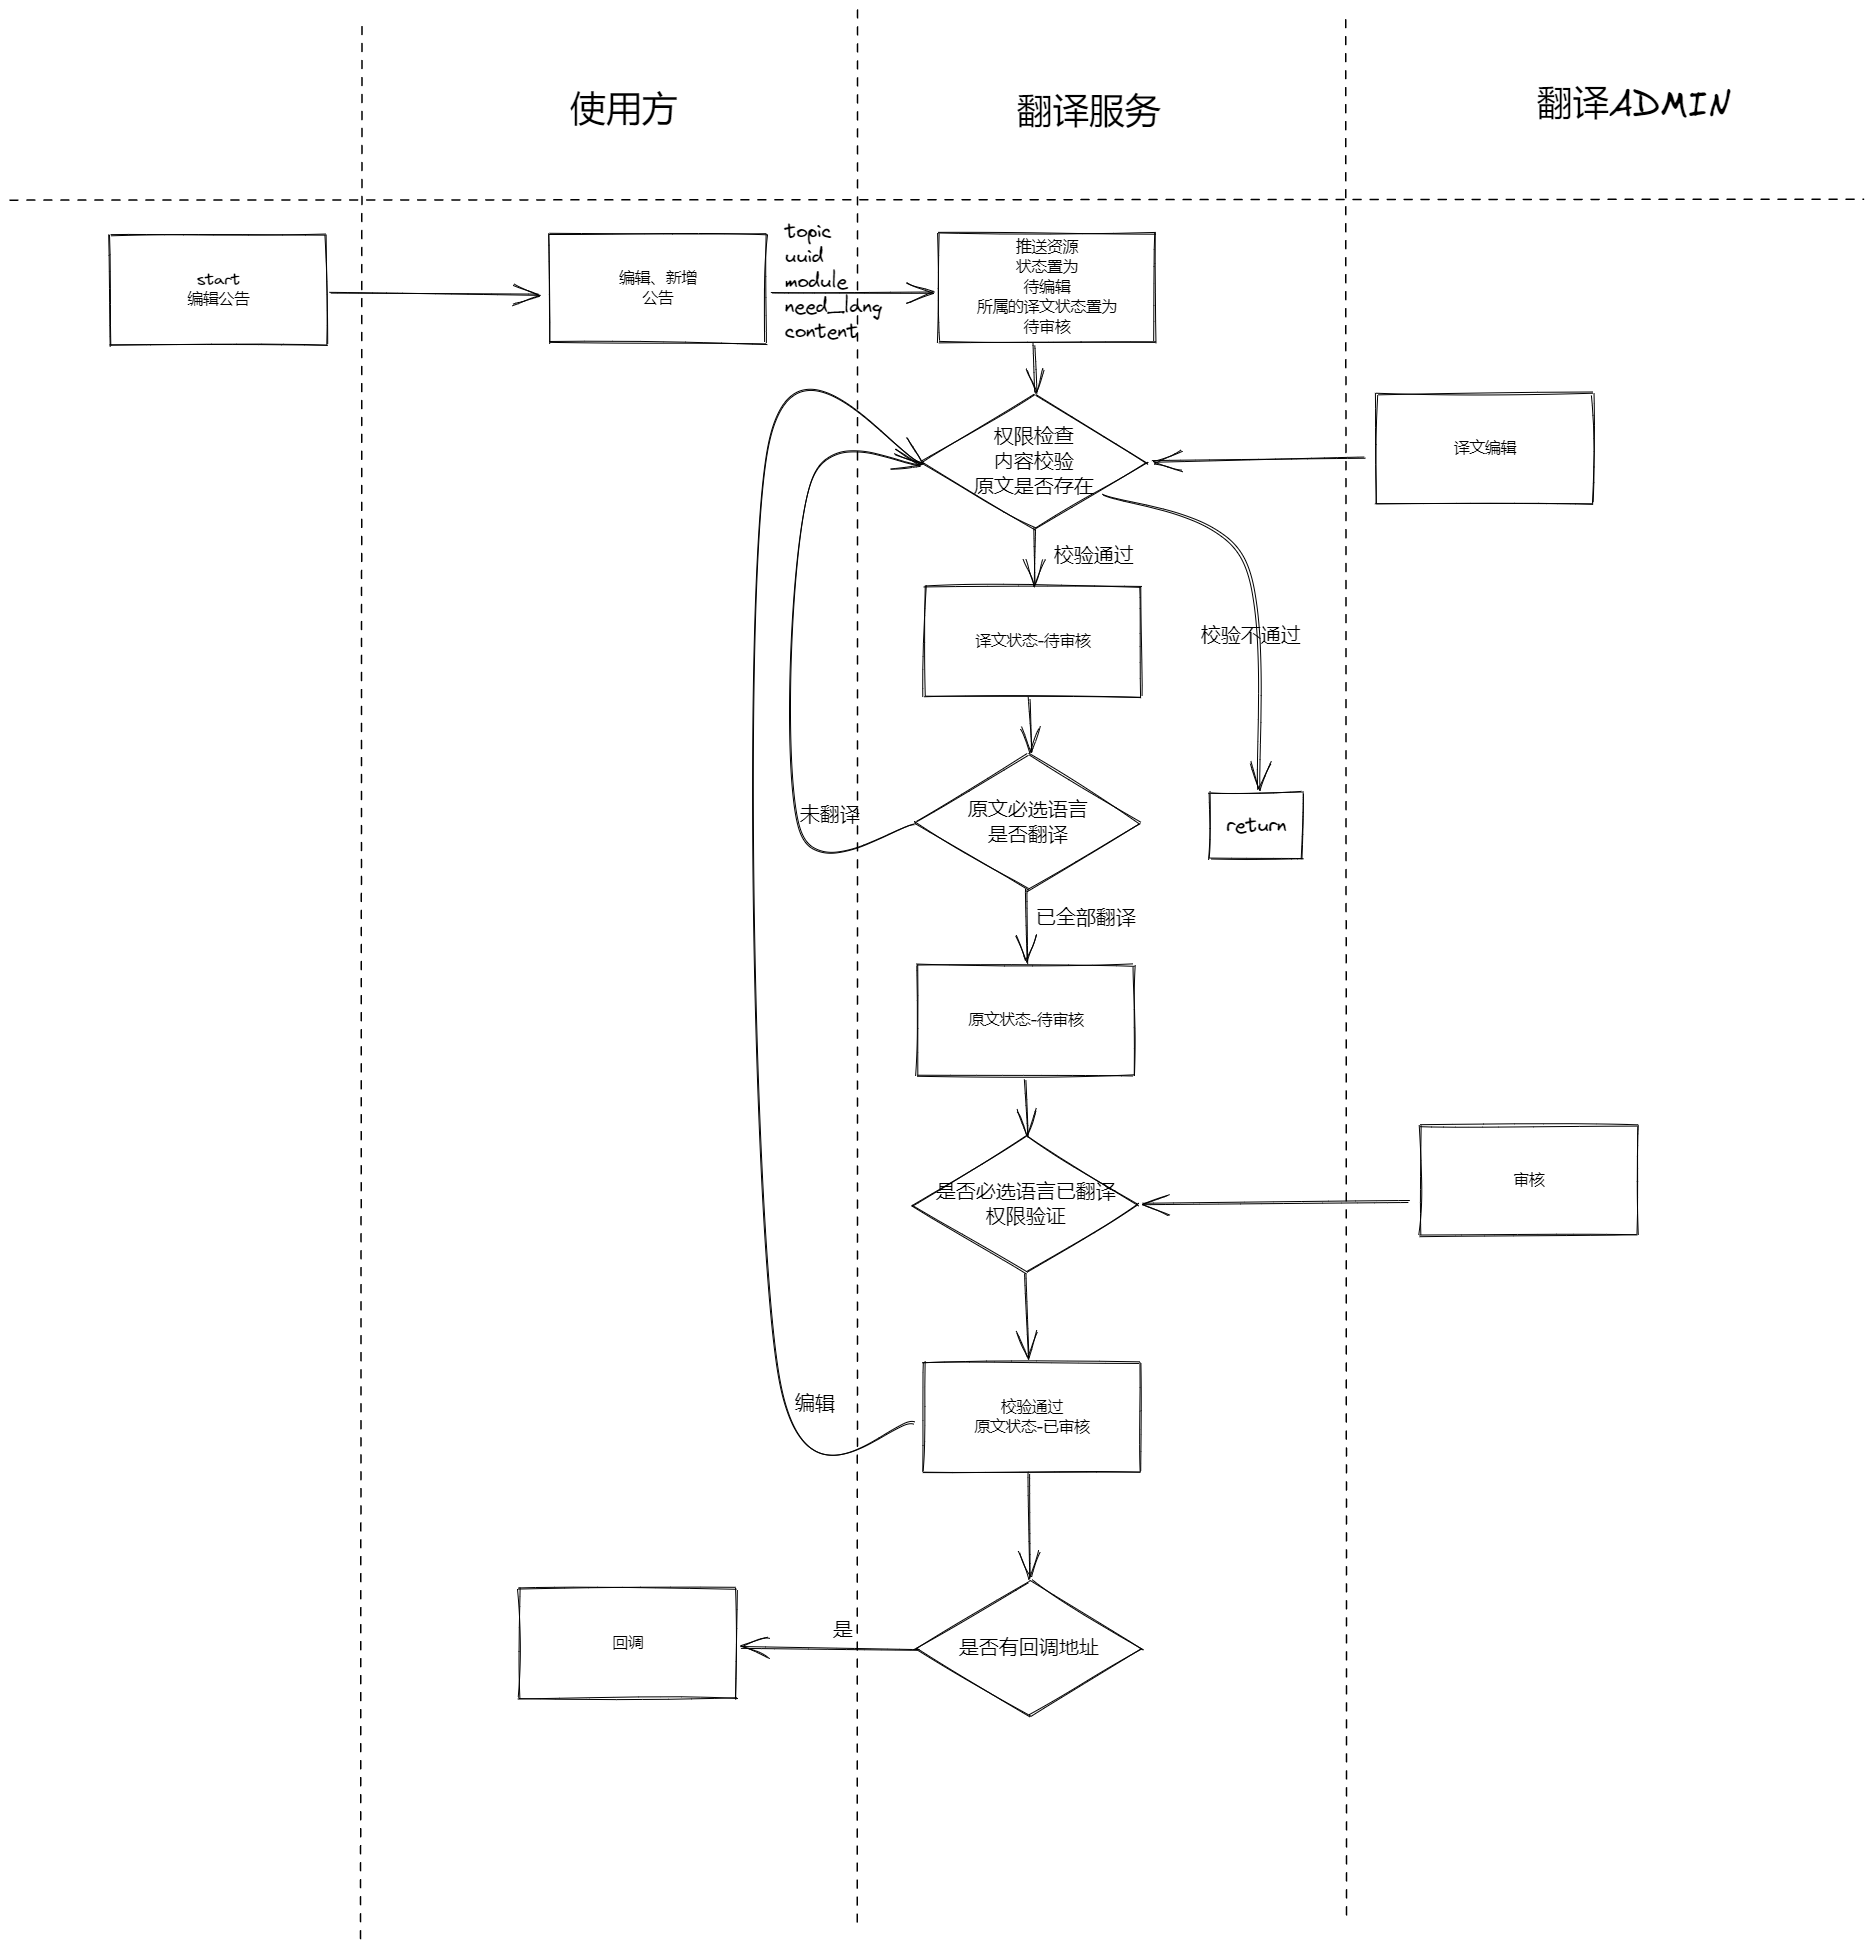 使用方
翻译服务
翻译ADMIN
start
编辑公告
编辑、新增
公告
topic
uuid
module
need_lang
content
推送资源
状态置为
待编辑
所属的译文状态置为
待审核
权限检查
内容校验
原文是否存在
译文编辑
校验通过
校验不通过
译文状态-待审核
未翻译
原文必选语言
是否翻译
return
已全部翻译
原文状态-待审核
是否必选语言已翻译
权限验证
审核
编辑
校验通过
原文状态-已审核
回调
是
是否有回调地址